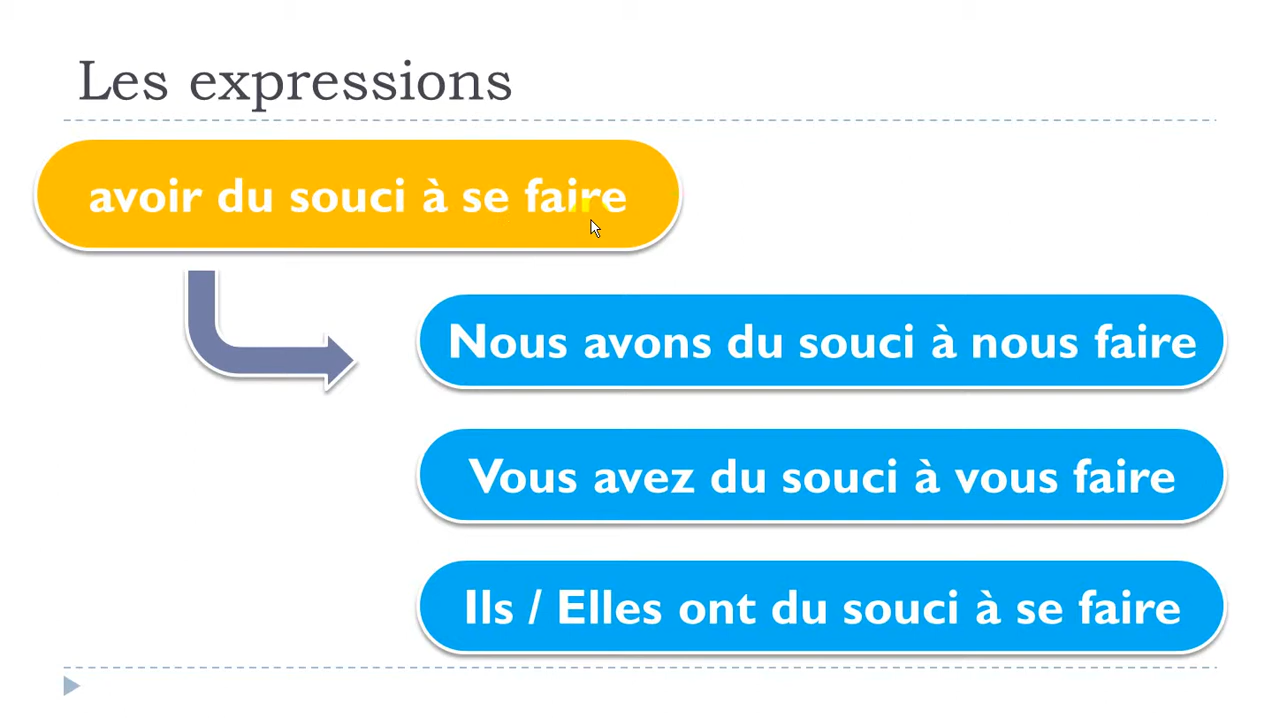 Les expressions
avoir du souci à se faire
Nous avons du souci à nous faire
Vous avez du souci à vous faire
Ils / Elles ont du souci à se faire